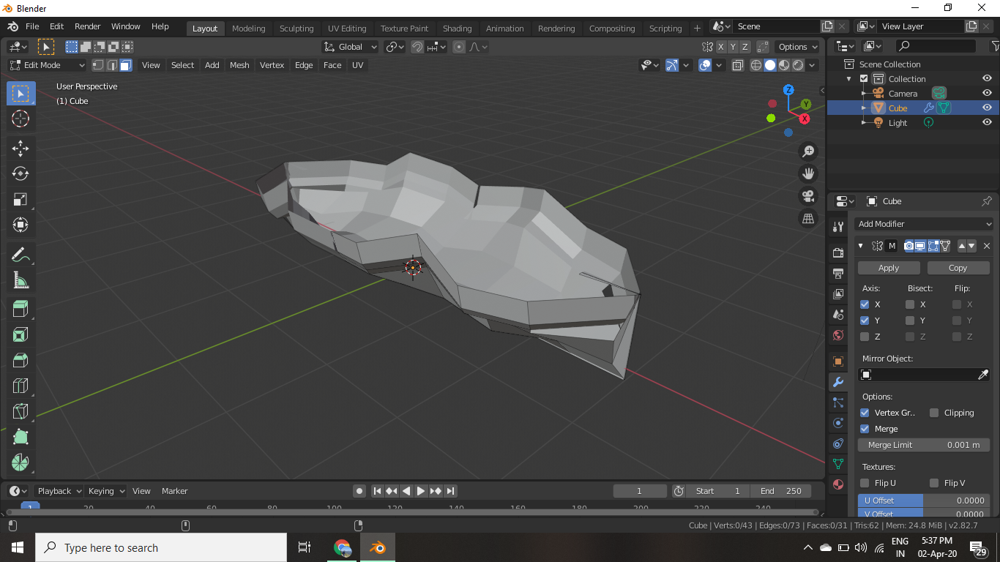 Blender
File Edit Render Window Help Layout Modeling Sculpting UV Editing Texture Paint Shading Animation Rendering Compositing Scripting + Scene View Layer
Global X Y Z Options
Edit Mode View Select Add Mesh Vertex Edge Face UV
User Perspective
(1) Cube
Z
Y
X
Scene Collection
Collection
Camera
Cube
Light
Cube
Add Modifier
M
Apply Copy
Axis: Bisect: Flip:
X X X
Y Y Y
Z Z Z
Mirror Object:
Options:
Vertex Gr.. Clipping
Merge
Merge Limit 0.001 m
Textures:
Flip U Flip V
U Offset 0.0000
V Offset 0.0000
Playback Keying View Marker 1 Start 1 End 250
1 20 40 60 80 100 120 140 160 180 200 220 240
Cube | Verts:0/43 | Edges:0/73 | Faces:0/31 | Tris:62 | Mem: 24.8 MiB | v2.82.7
Type here to search
ENG
IN
5:37 PM
02-Apr-20
29